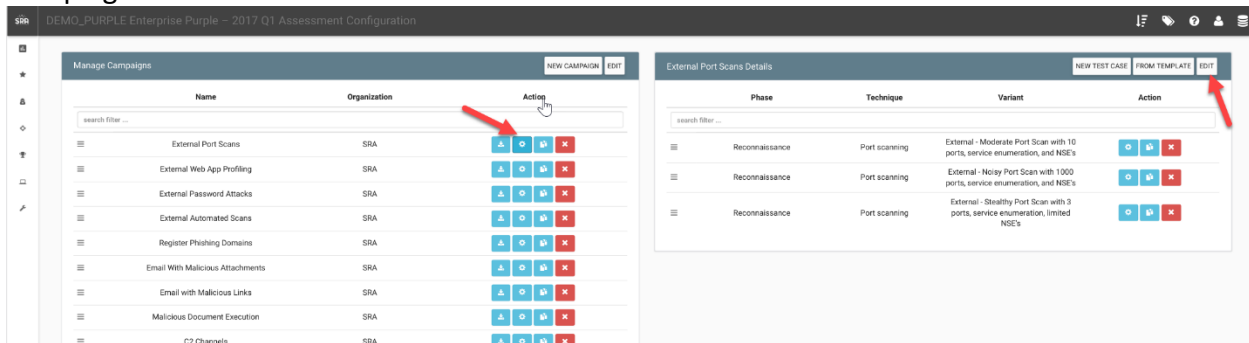 SRA DEMO_PURPLE Enterprise Purple – 2017 Q1 Assessment Configuration
Manage Campaigns NEW CAMPAIGN EDIT
Name Organization Action
search filter ...
External Port Scans SRA
External Web App Profiling SRA
External Password Attacks SRA
External Automated Scans SRA
Register Phishing Domains SRA
Email With Malicious Attachments SRA
Email with Malicious Links SRA
Malicious Document Execution SRA
C2 Channels SRA
External Port Scans Details NEW TEST CASE FROM TEMPLATE EDIT
Phase Technique Variant Action
search filter ...
Reconnaissance Port scanning External - Moderate Port Scan with 10
ports, service enumeration, and NSE's
Reconnaissance Port scanning External - Noisy Port Scan with 1000
ports, service enumeration, and NSE's
Reconnaissance Port scanning External - Stealthy Port Scan with 3
ports, service enumeration, limited
NSE's